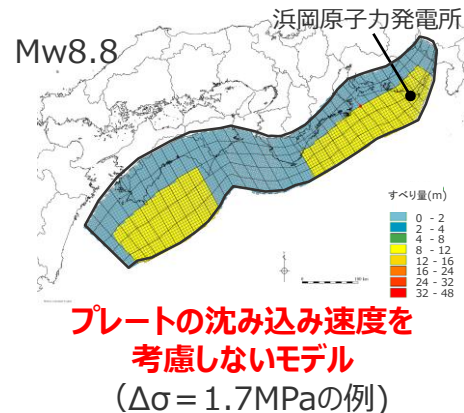 浜岡原子力発電所
Mw8.8
すべり量(m)
0 - 2
2 - 4
4 - 8
8 - 12
12 - 16
16 - 24
24 - 32
32 - 48
プレートの沈み込み速度を
考慮しないモデル
(Δσ=1.7MPaの例)